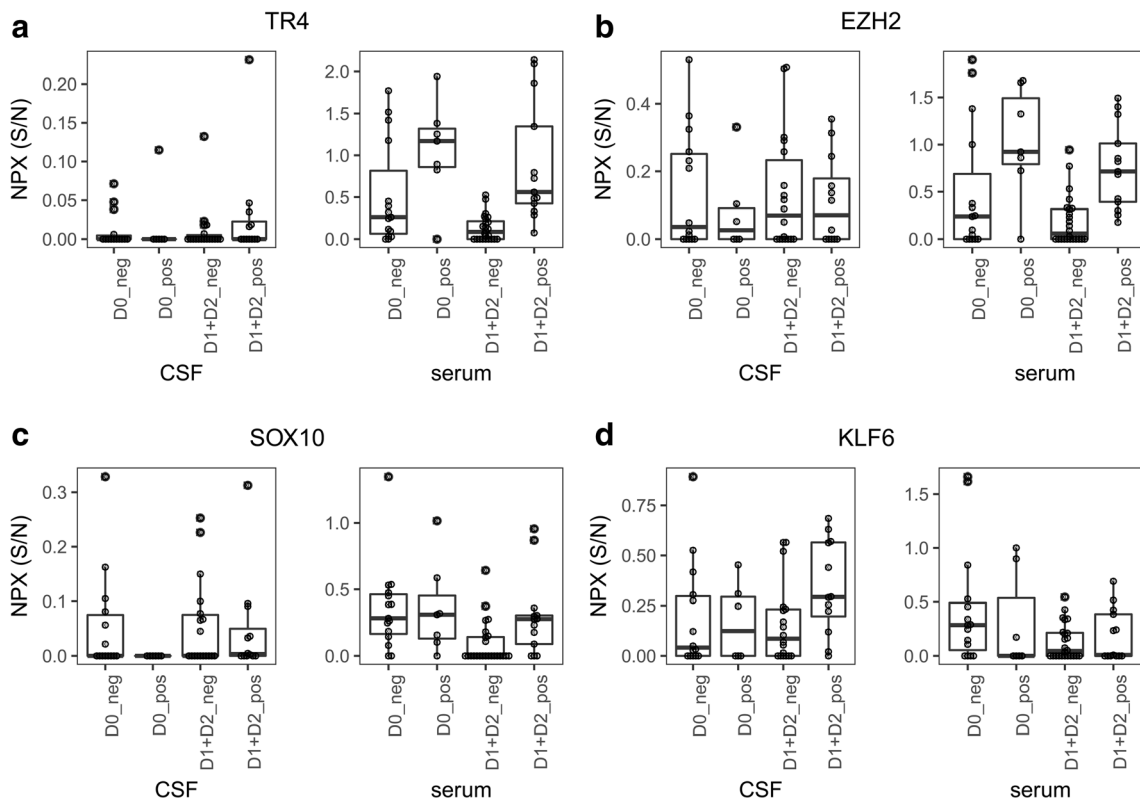 a TR4
NPX (S/N)
0.20
0.15
0.10
0.05
0.00
D0_neg D0_pos D1+D2_neg D1+D2_pos
CSF
2.0
1.5
1.0
0.5
0.0
D0_neg D0_pos D1+D2_neg D1+D2_pos
serum
b EZH2
NPX (S/N)
0.4
0.2
0.0
D0_neg D0_pos D1+D2_neg D1+D2_pos
CSF
1.5
1.0
0.5
0.0
D0_neg D0_pos D1+D2_neg D1+D2_pos
serum
c SOX10
NPX (S/N)
0.3
0.2
0.1
0.0
D0_neg D0_pos D1+D2_neg D1+D2_pos
CSF
1.0
0.5
0.0
D0_neg D0_pos D1+D2_neg D1+D2_pos
serum
d KLF6
NPX (S/N)
0.75
0.50
0.25
0.00
D0_neg D0_pos D1+D2_neg D1+D2_pos
CSF
1.5
1.0
0.5
0.0
D0_neg D0_pos D1+D2_neg D1+D2_pos
serum